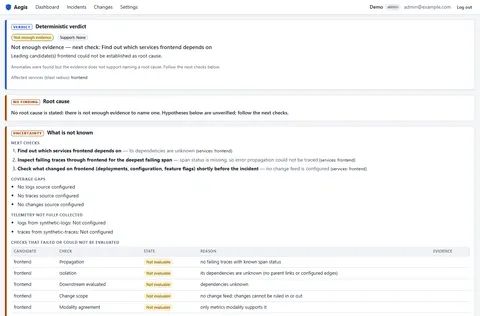 Aegis Dashboard Incidents Changes Settings Demo admin admin@example.com Log out
VERDICT Deterministic verdict
Not enough evidence Support: None
Not enough evidence — next check: Find out which services frontend depends on
Leading candidate(s) frontend could not be established as root cause.
Anomalies were found but the evidence does not support naming a root cause. Follow the next checks below.
Affected services (blast radius): frontend
NO FINDING Root cause
No root cause is stated: there is not enough evidence to name one. Hypotheses below are unverified; follow the next checks.
UNCERTAINTY What is not known
NEXT CHECKS
1. Find out which services frontend depends on — its dependencies are unknown (services: frontend)
2. Inspect failing traces through frontend for the deepest failing span — span status is missing, so error propagation could not be traced (services: frontend)
3. Check what changed on frontend (deployments, configuration, feature flags) shortly before the incident — no change feed is configured (services: frontend)
COVERAGE GAPS
• No logs source configured
• No traces source configured
• No changes source configured
TELEMETRY NOT FULLY COLLECTED
• logs from synthetic-logs: Not configured
• traces from synthetic-traces: Not configured
CHECKS THAT FAILED OR COULD NOT BE EVALUATED
CANDIDATE CHECK STATE REASON EVIDENCE
frontend Propagation Not evaluable no failing traces with known span status
frontend Isolation Not evaluable its dependencies are unknown (no parent links or configured edges)
frontend Downstream evaluated Not evaluable dependencies unknown
frontend Change scope Not evaluable no change feed; changes cannot be ruled in or out
frontend Modality agreement Not evaluable only metrics modality supports it